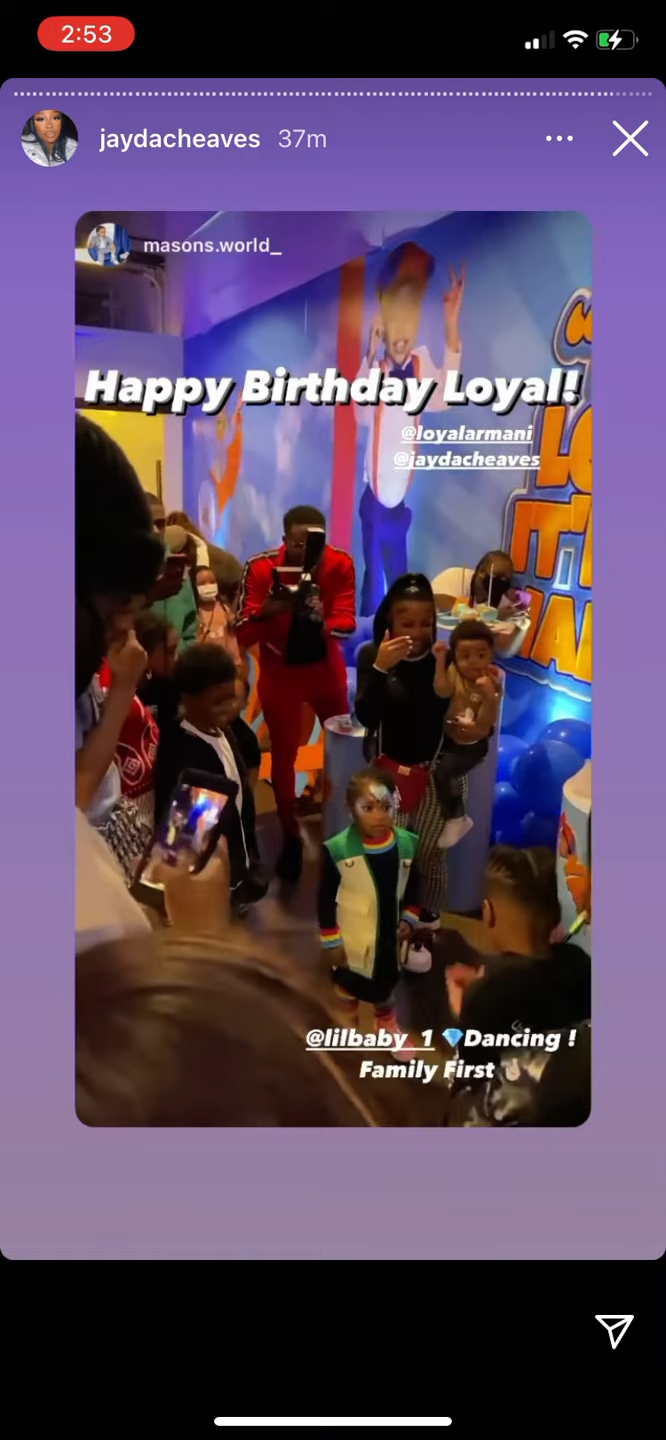 2:53
jaydacheaves 37m
masons.world_
Happy Birthday Loyal!
@loyalarmani
@jaydacheaves
@lilbaby_1 💎Dancing !
Family First 🤞🏽